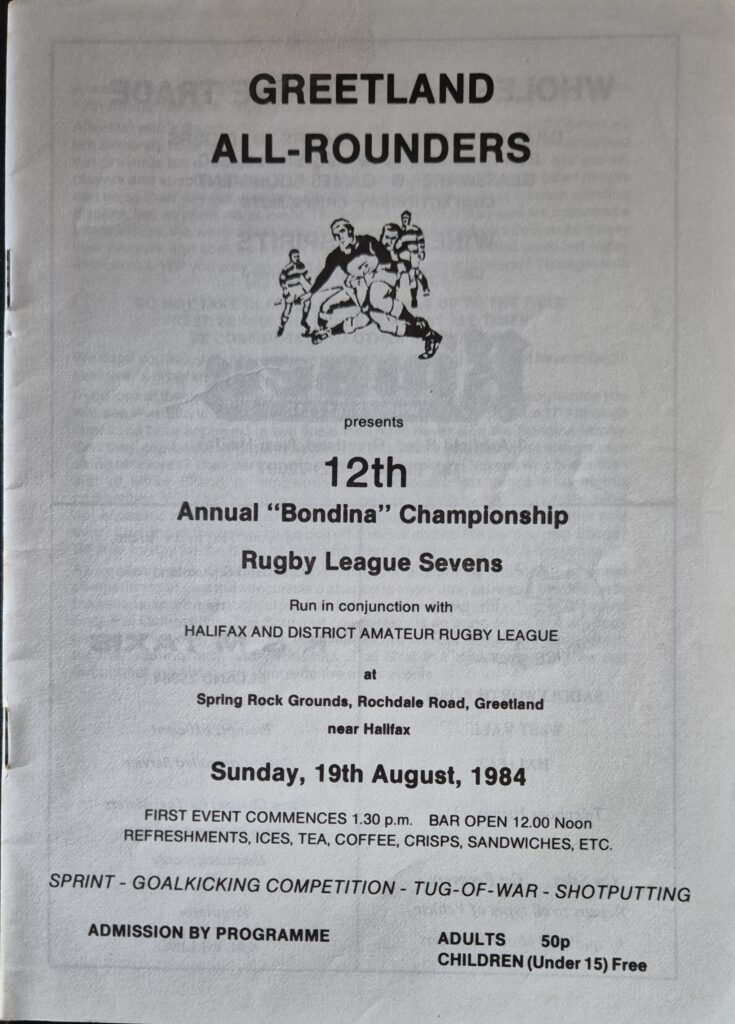 GREETLAND
ALL-ROUNDERS
presents
12th
Annual “Bondina” Championship
Rugby League Sevens
Run in conjunction with
HALIFAX AND DISTRICT AMATEUR RUGBY LEAGUE
at
Spring Rock Grounds, Rochdale Road, Greetland
near Halifax
Sunday, 19th August, 1984
FIRST EVENT COMMENCES 1.30 p.m. BAR OPEN 12.00 Noon
REFRESHMENTS, ICES, TEA, COFFEE, CRISPS, SANDWICHES, ETC.
SPRINT - GOALKICKING COMPETITION - TUG-OF-WAR - SHOTPUTTING
ADMISSION BY PROGRAMME
ADULTS 50p
CHILDREN (Under 15) Free